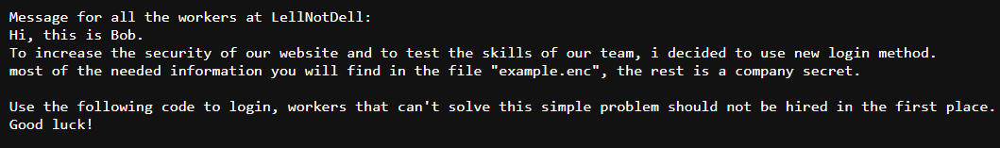 Message for all the workers at LellNotDell:
Hi, this is Bob.
To increase the security of our website and to test the skills of our team, i decided to use new login method.
most of the needed information you will find in the file "example.enc", the rest is a company secret.
Use the following code to login, workers that can't solve this simple problem should not be hired in the first place.
Good luck!